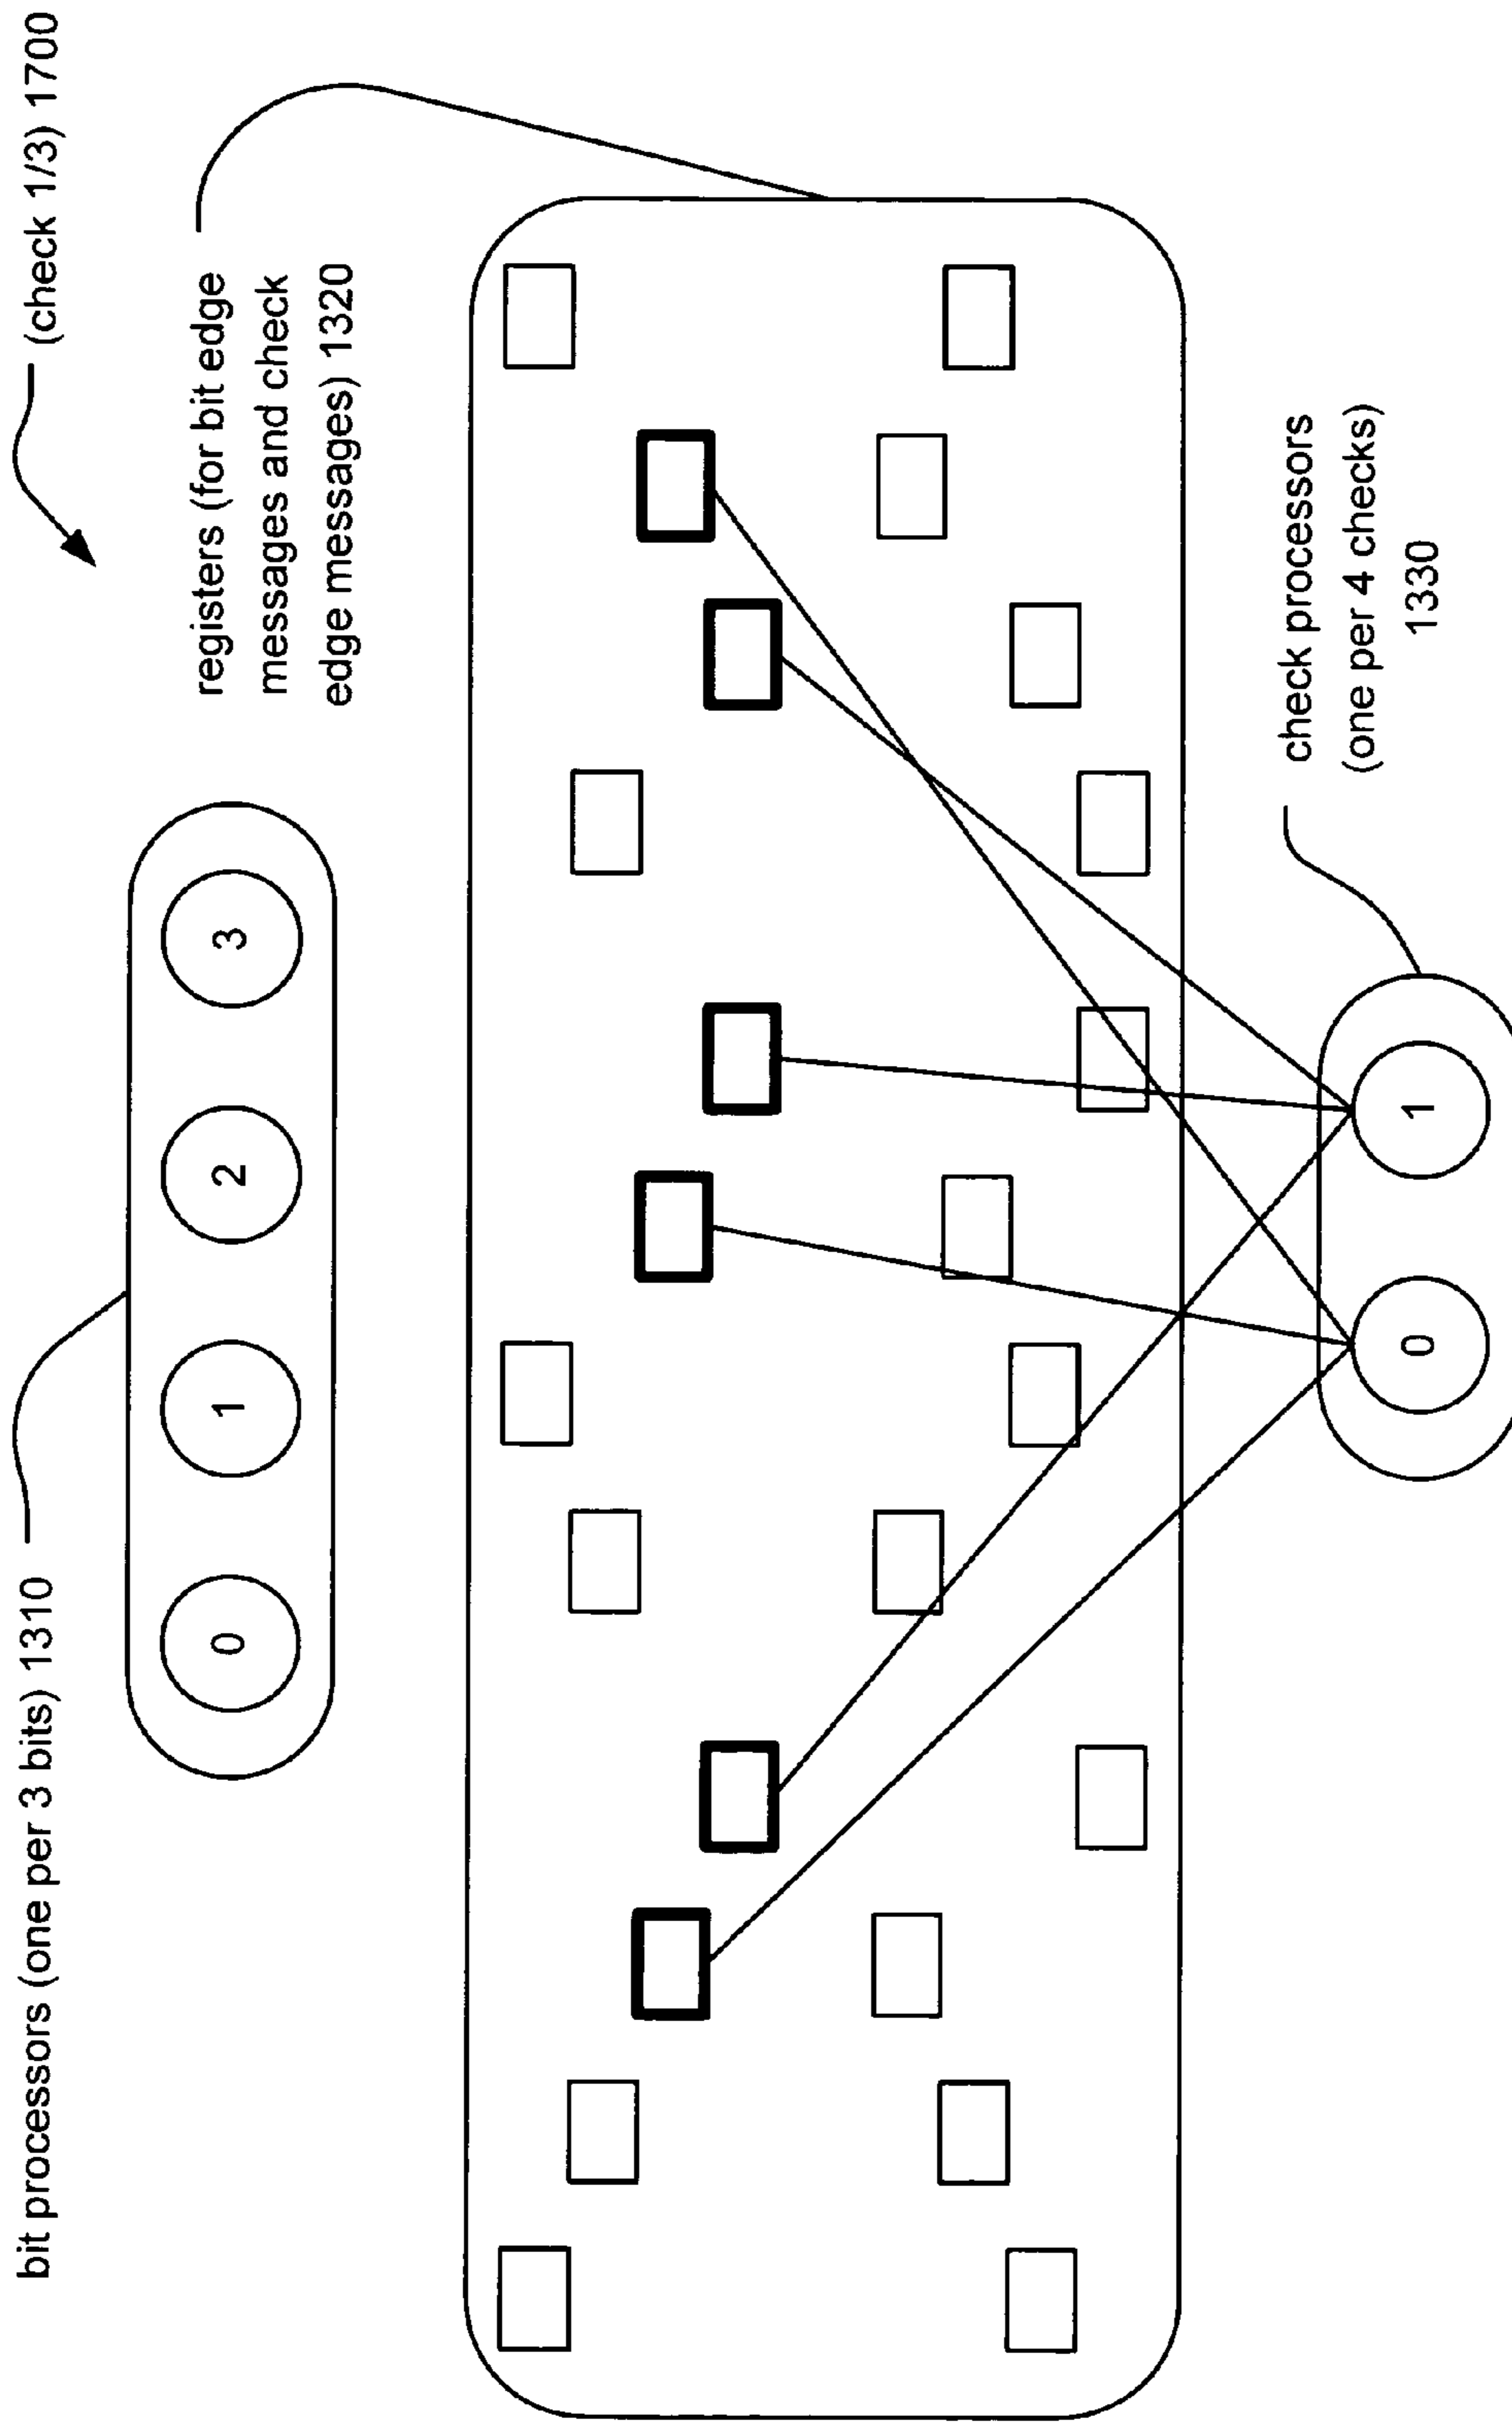 (check 1/3) 1700
bit processors (one per 3 bits) 1310
registers (for bit edge
messages and check
edge messages) 1320
0
1
2
3
check processors
(one per 4 checks)
1330
0
1